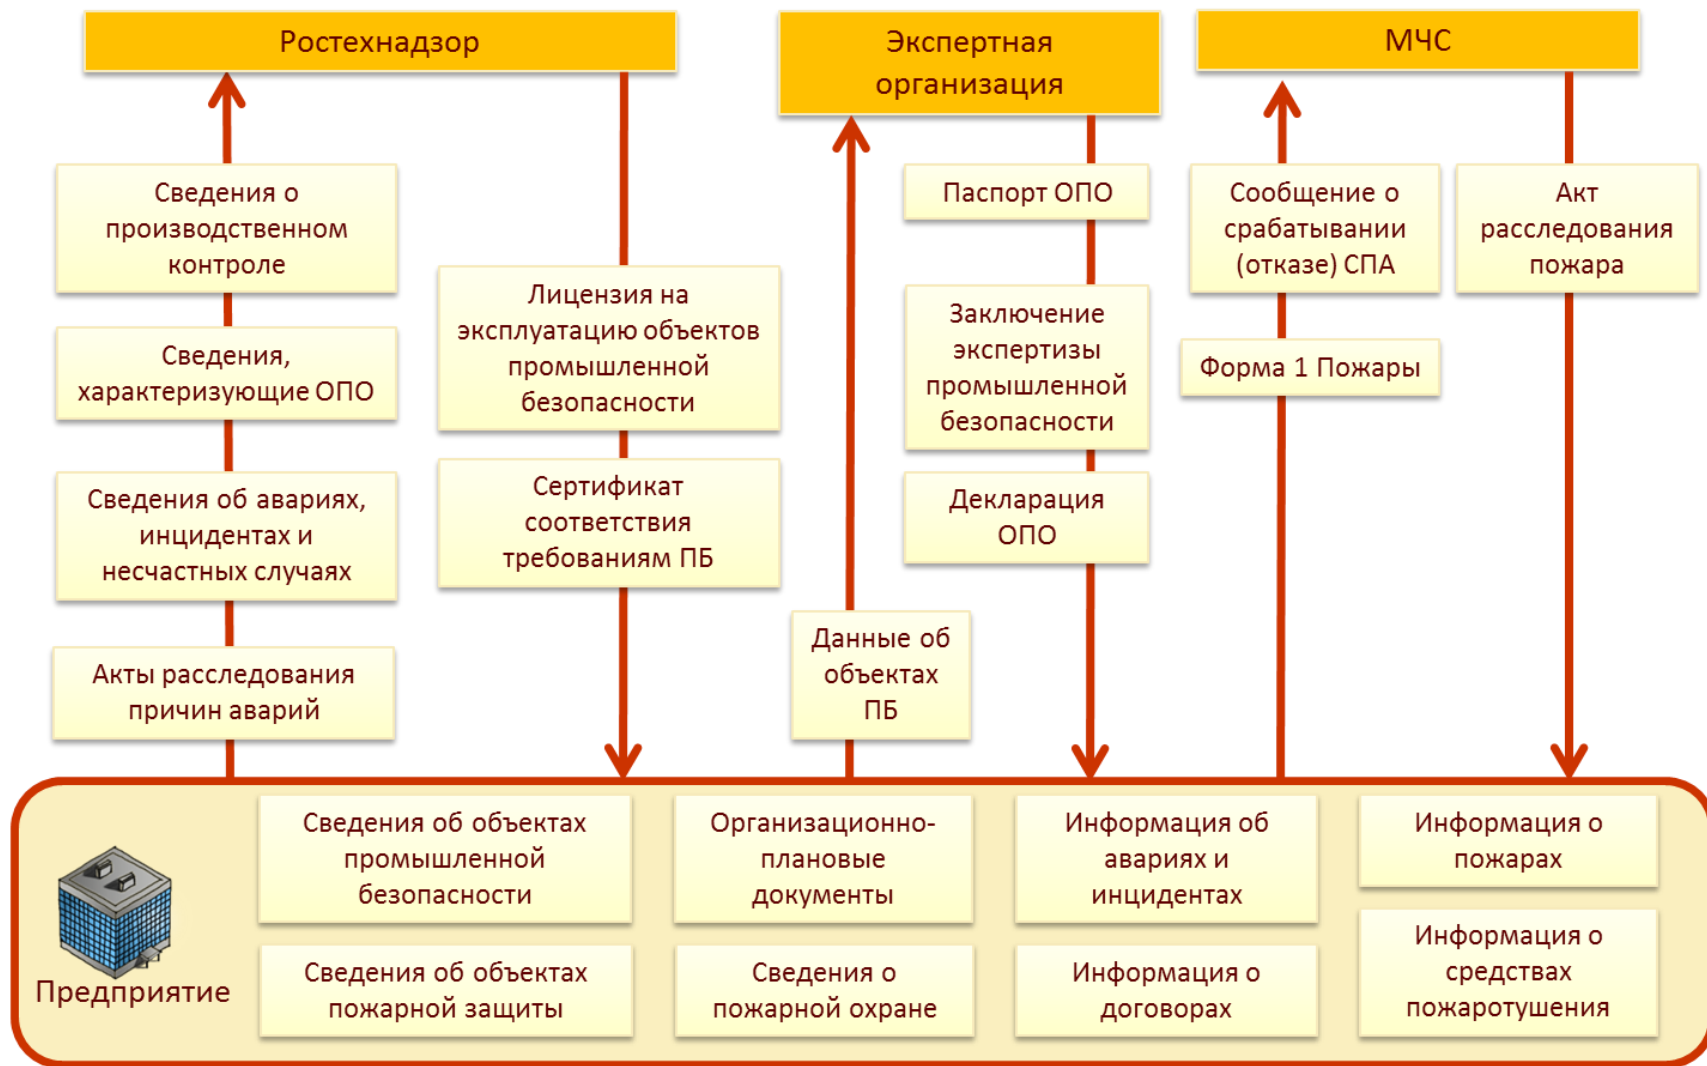 Ростехнадзор
Экспертная
организация
МЧС
Сведения о
производственном
контроле
Сведения,
характеризующие ОПО
Сведения об авариях,
инцидентах и
несчастных случаях
Акты расследования
причин аварий
Лицензия на
эксплуатацию объектов
промышленной
безопасности
Сертификат
соответствия
требованиям ПБ
Данные об
объектах
ПБ
Паспорт ОПО
Заключение
экспертизы
промышленной
безопасности
Декларация
ОПО
Сообщение о
срабатывании
(отказе) СПА
Форма 1 Пожары
Акт
расследования
пожара
Предприятие
Сведения об объектах
промышленной
безопасности
Организационно-
плановые
документы
Информация об
авариях и
инцидентах
Информация о
пожарах
Сведения об объектах
пожарной защиты
Сведения о
пожарной охране
Информация о
договорах
Информация о
средствах
пожаротушения